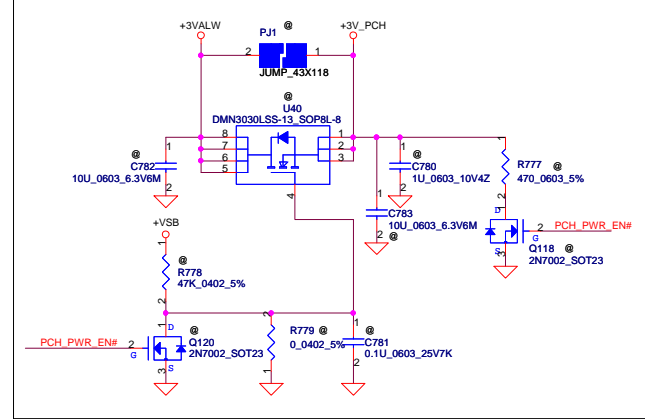 +3VALW
@
+3V_PCH
PJ1
2
1
JUMP_43X118
@
U40
DMN3030LSS-13_SOP8L-8
8
7
6
5
1
2
3
4
1
@
C782
10U_0603_6.3V6M
2
1
@
C780
1U_0603_10V4Z
2
1
C783
10U_0603_6.3V6M
2
@
1
R777
470_0603_5%
2
1
D
2
PCH_PWR_EN#
G
S
3
Q118
@
2N7002_SOT23
+VSB
1
@
R778
47K_0402_5%
2
1
D
PCH_PWR_EN#
2
G
@
Q120
2N7002_SOT23
S
3
2
R779
@
0_0402_5%
1
1
@
C781
0.1U_0603_25V7K
2